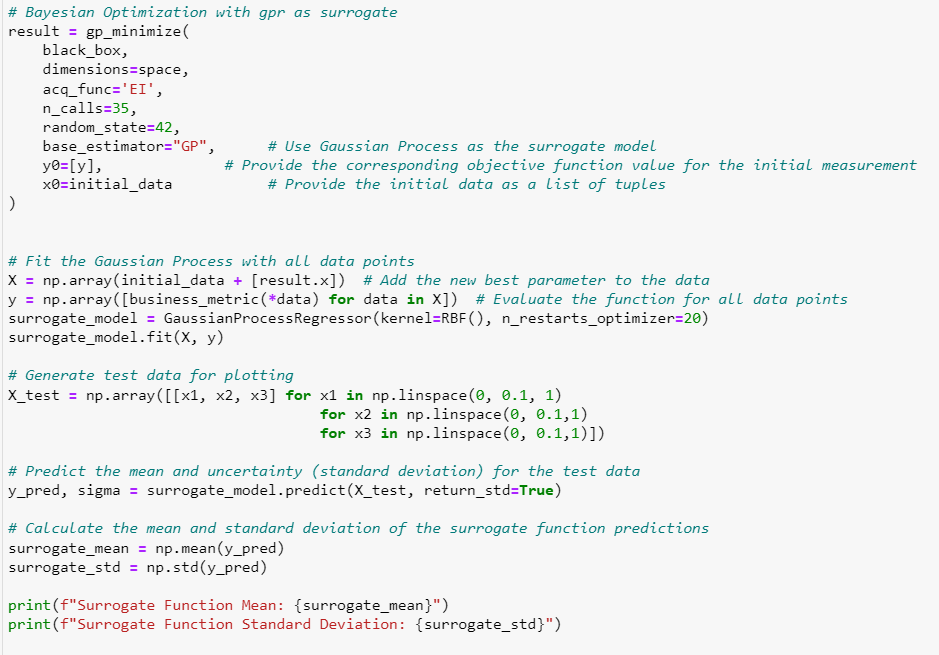 # Bayesian Optimization with gpr as surrogate
result = gp_minimize(
    black_box,
    dimensions=space,
    acq_func='EI',
    n_calls=35,
    random_state=42,
    base_estimator="GP",      # Use Gaussian Process as the surrogate model
    y0=[y],              # Provide the corresponding objective function value for the initial measurement
    x0=initial_data           # Provide the initial data as a list of tuples
)
# Fit the Gaussian Process with all data points
X = np.array(initial_data + [result.x])  # Add the new best parameter to the data
y = np.array([business_metric(*data) for data in X])  # Evaluate the function for all data points
surrogate_model = GaussianProcessRegressor(kernel=RBF(), n_restarts_optimizer=20)
surrogate_model.fit(X, y)
# Generate test data for plotting
X_test = np.array([[x1, x2, x3] for x1 in np.linspace(0, 0.1, 1)
                                    for x2 in np.linspace(0, 0.1,1)
                                    for x3 in np.linspace(0, 0.1,1)])
# Predict the mean and uncertainty (standard deviation) for the test data
y_pred, sigma = surrogate_model.predict(X_test, return_std=True)
# Calculate the mean and standard deviation of the surrogate function predictions
surrogate_mean = np.mean(y_pred)
surrogate_std = np.std(y_pred)
print(f"Surrogate Function Mean: {surrogate_mean}")
print(f"Surrogate Function Standard Deviation: {surrogate_std}")